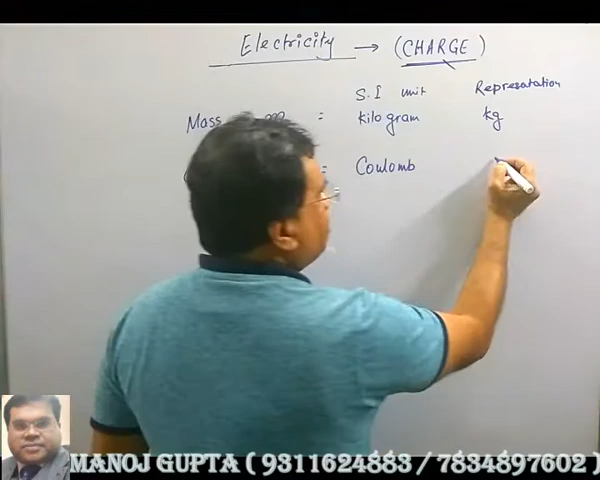 Electricity → (CHARGE)
S.I unit Represatation
Mass = kilogram kg
= Coulomb
MANOJ GUPTA ( 9311624883 / 7834897602 )